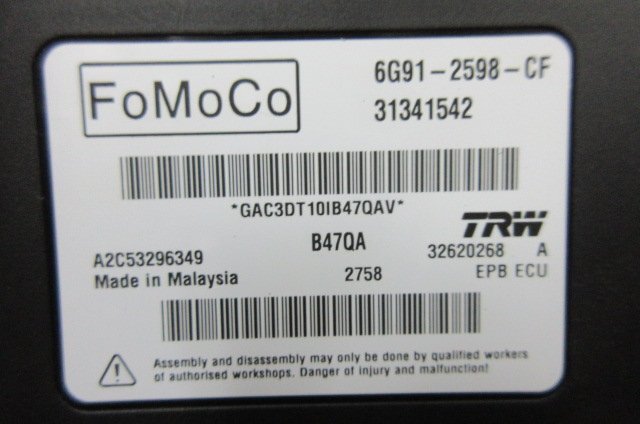 FoMoCo
6G91-2598-CF
31341542
*GAC3DT10IB47QAV*
TRW
B47QA
32620268 A
A2C53296349
Made in Malaysia
2758
EPB ECU
Assembly and disassembly may only be done by qualified workers
of authorised workshops. Danger of injury and malfunction!